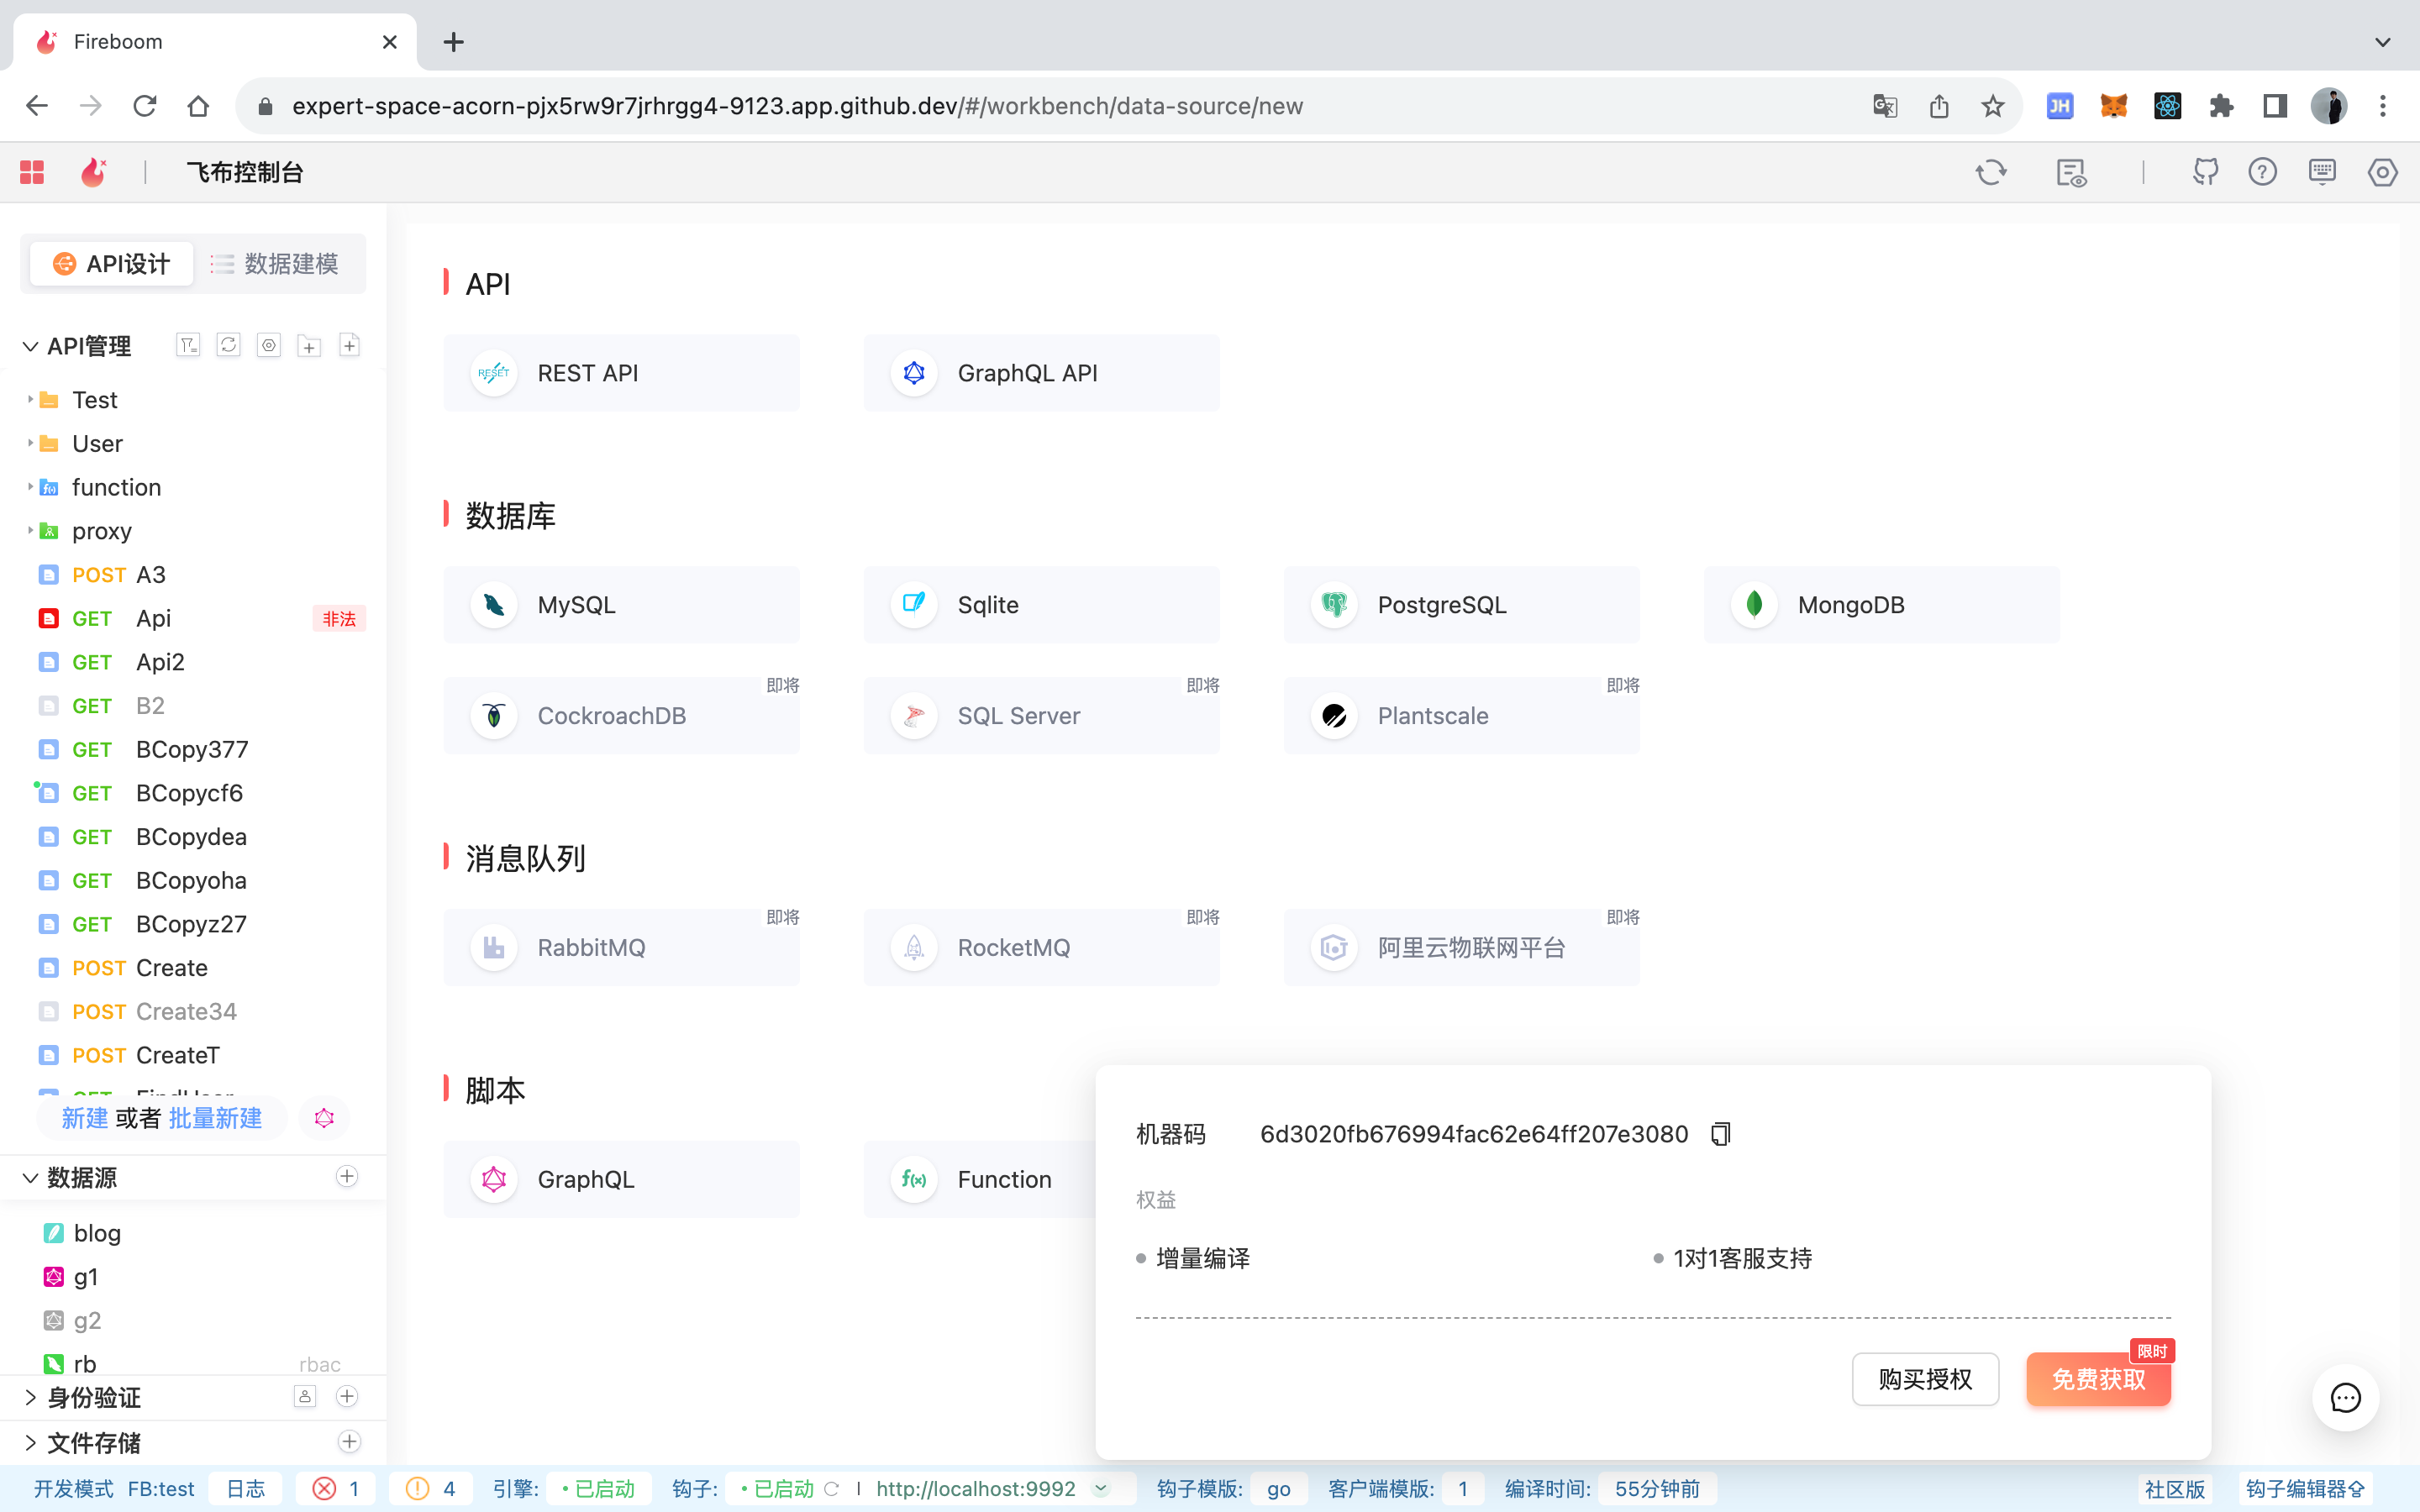 Fireboom
expert-space-acorn-pjx5rw9r7jrhrgg4-9123.app.github.dev/#/workbench/data-source/new
JH
飞布控制台
API设计
数据建模
API管理
Test
User
function
proxy
POST A3
GET Api 非法
GET Api2
GET B2
GET BCopy377
GET BCopycf6
GET BCopydea
GET BCopyoha
GET BCopyz27
POST Create
POST Create34
POST CreateT
GET FindUser
新建 或者 批量新建
数据源
blog
g1
g2
rb rbac
身份验证
文件存储
API
RESET
REST API
GraphQL API
数据库
MySQL
Sqlite
PostgreSQL
MongoDB
CockroachDB 即将
SQL Server 即将
Plantscale 即将
消息队列
RabbitMQ 即将
RocketMQ 即将
阿里云物联网平台 即将
脚本
GraphQL
f(x) Function
机器码 6d3020fb676994fac62e64ff207e3080
权益
增量编译
1对1客服支持
购买授权
免费获取 限时
开发模式 FB:test 日志 1 4 引擎: 已启动 钩子: 已启动 | http://localhost:9992 钩子模版: go 客户端模版: 1 编译时间: 55分钟前 社区版 钩子编辑器